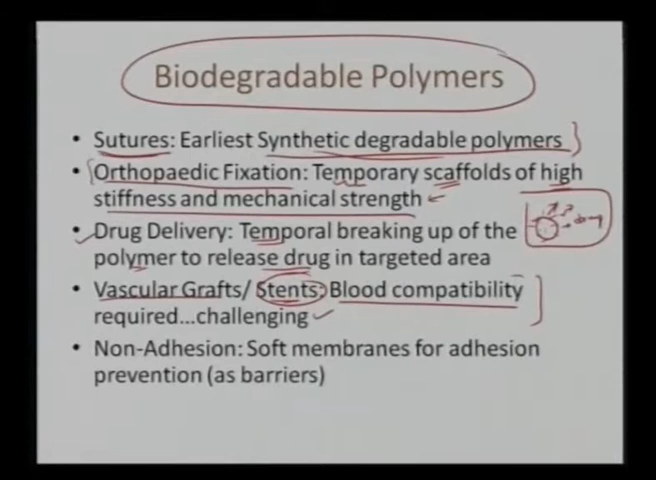 Biodegradable Polymers
• Sutures: Earliest Synthetic degradable polymers
• Orthopaedic Fixation: Temporary scaffolds of high
stiffness and mechanical strength
• Drug Delivery: Temporal breaking up of the
polymer to release drug in targeted area
drug
• Vascular Grafts/ Stents: Blood compatibility
required...challenging
• Non-Adhesion: Soft membranes for adhesion
prevention (as barriers)